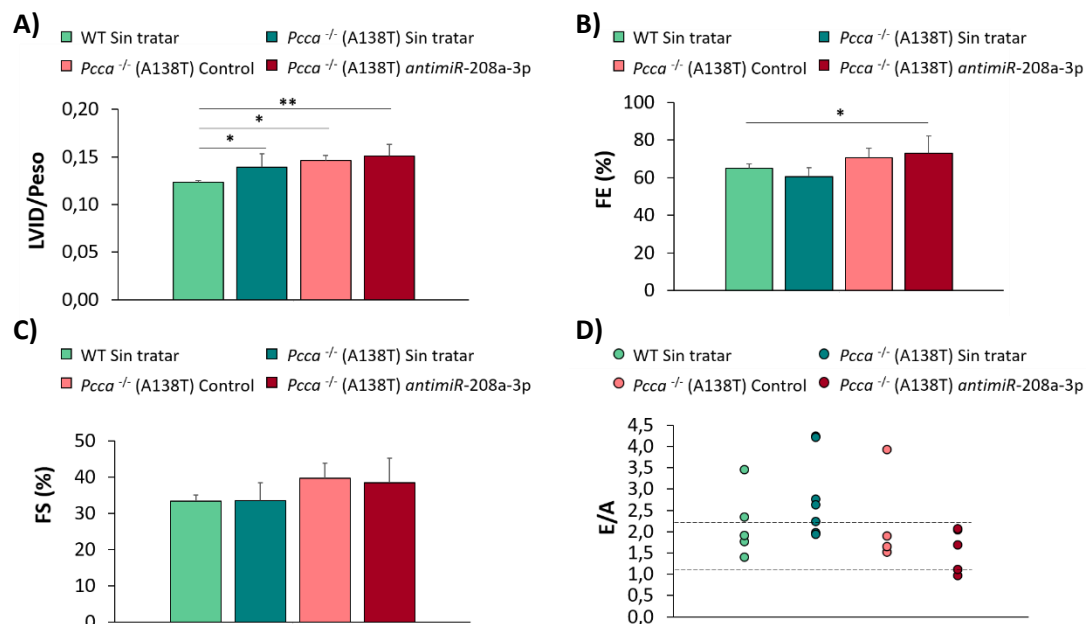 A)
WT Sin tratar
Pcca -/- (A138T) Sin tratar
Pcca -/- (A138T) Control
Pcca -/- (A138T) antimiR-208a-3p
LVID/Peso
0,20
0,15
0,10
0,05
0,00
*
*
**
B)
WT Sin tratar
Pcca -/- (A138T) Sin tratar
Pcca -/- (A138T) Control
Pcca -/- (A138T) antimiR-208a-3p
FE (%)
100
80
60
40
20
0
*
C)
WT Sin tratar
Pcca -/- (A138T) Sin tratar
Pcca -/- (A138T) Control
Pcca -/- (A138T) antimiR-208a-3p
FS (%)
50
40
30
20
10
0
D)
WT Sin tratar
Pcca -/- (A138T) Sin tratar
Pcca -/- (A138T) Control
Pcca -/- (A138T) antimiR-208a-3p
E/A
4,5
4,0
3,5
3,0
2,5
2,0
1,5
1,0
0,5
0,0